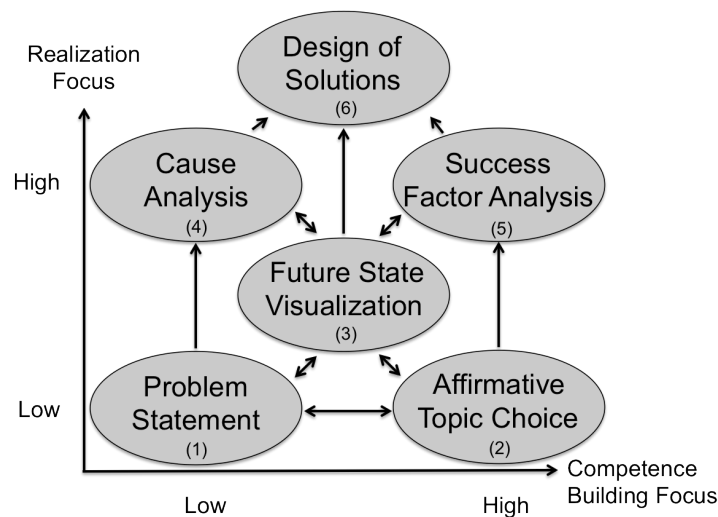 Realization
Focus
Design of
Solutions
(6)
High
Cause
Analysis
(4)
Success
Factor Analysis
(5)
Future State
Visualization
(3)
Low
Problem
Statement
(1)
Affirmative
Topic Choice
(2)
Competence
Building Focus
Low
High